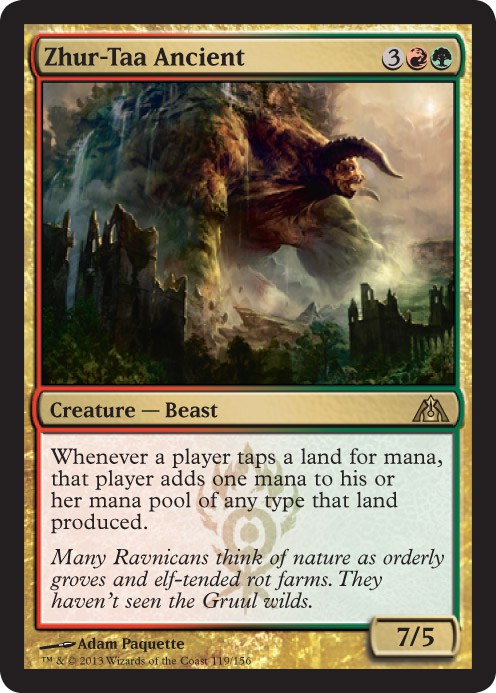 Zhur-Taa Ancient 3
Creature — Beast
Whenever a player taps a land for mana,
that player adds one mana to his or
her mana pool of any type that land
produced.
Many Ravnicans think of nature as orderly
groves and elf-tended rot farms. They
haven't seen the Gruul wilds.
7/5
Adam Paquette
™ & © 2013 Wizards of the Coast 119/156